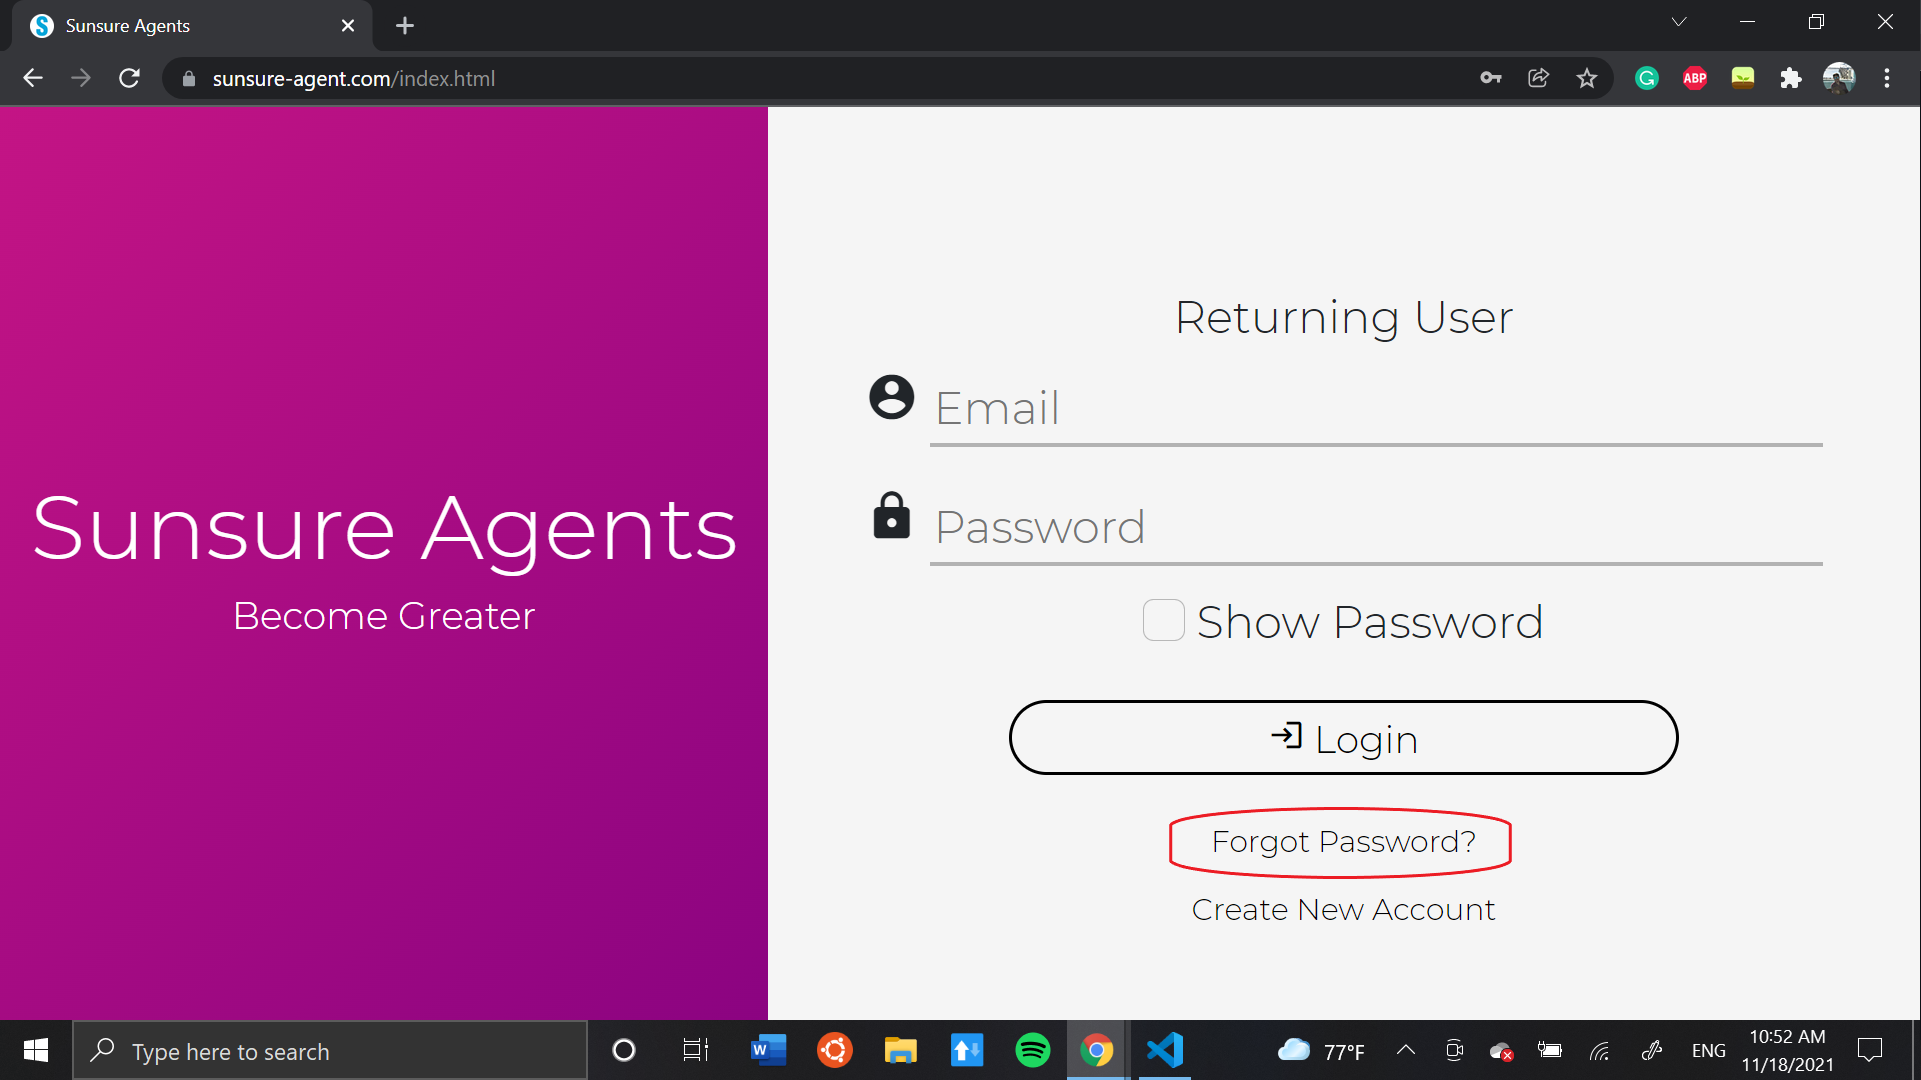 Sunsure Agents
sunsure-agent.com/index.html
ABP
Returning User
Email
Password
Show Password
Login
Forgot Password?
Create New Account
Sunsure Agents
Become Greater
Type here to search
W
77°F
ENG
10:52 AM
11/18/2021